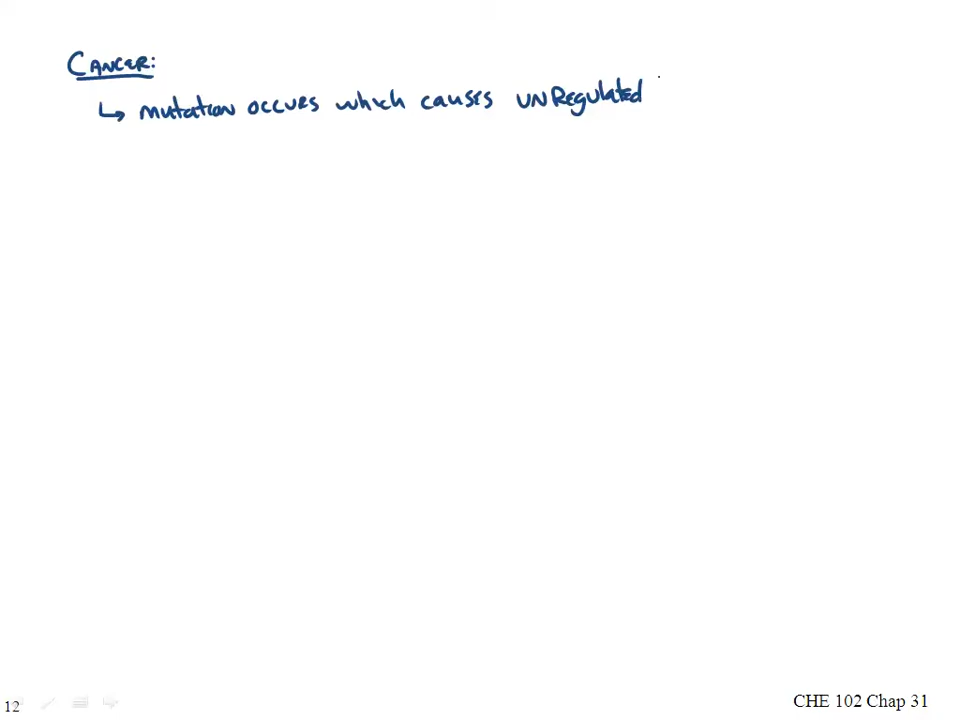 Cancer:
↳ mutation occurs which causes unRegulated
12
CHE 102 Chap 31